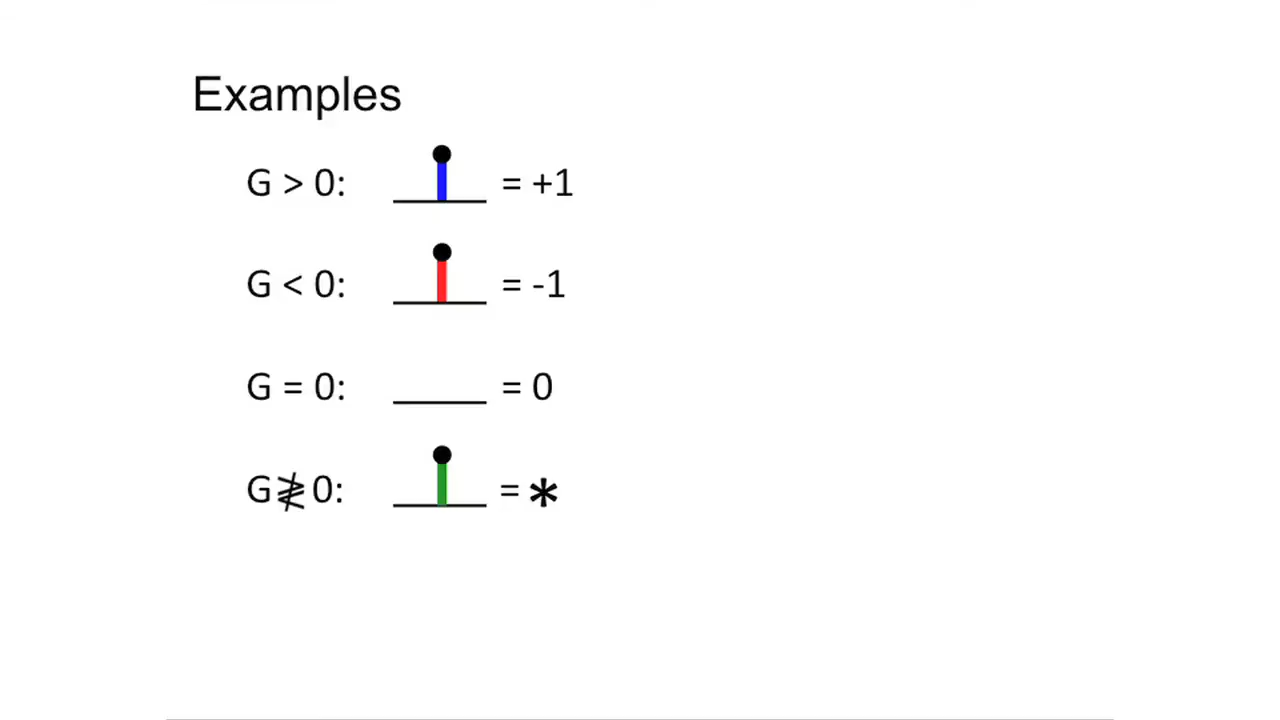 Examples
G > 0: = +1
G < 0: = -1
G = 0: = 0
G ≹ 0: = *